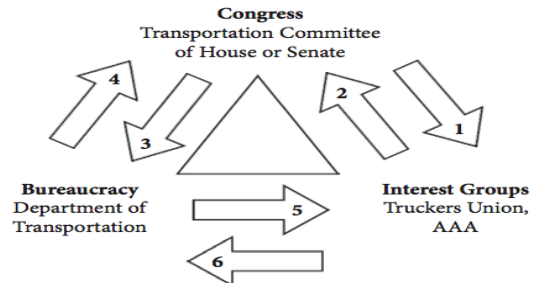 Congress
Transportation Committee
of House or Senate
4
3
2
1
Bureaucracy
Department of
Transportation
5
6
Interest Groups
Truckers Union,
AAA